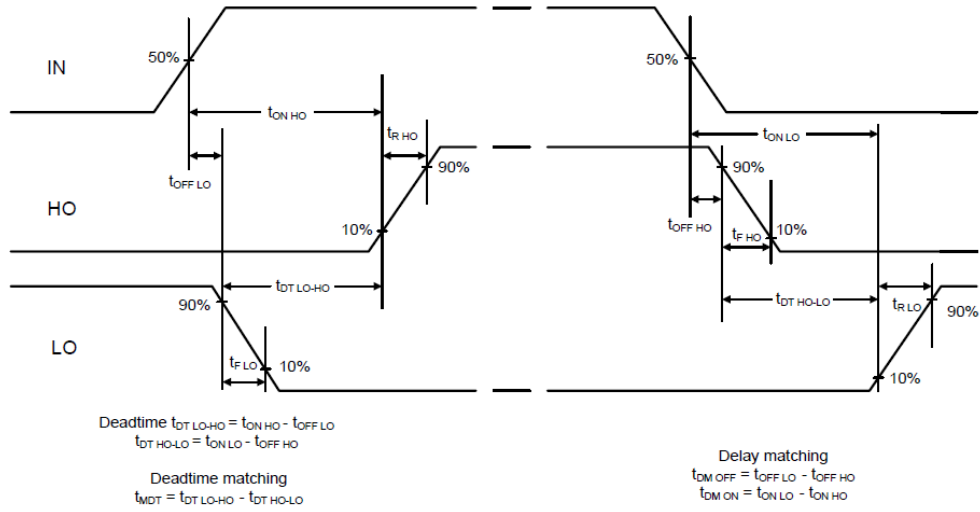 IN
50%
50%
tON HO
tR HO
tON LO
tOFF LO
90%
90%
HO
tOFF HO
tF HO
10%
10%
tDT LO-HO
tDT HO-LO
tR LO
90%
90%
LO
tF LO
10%
10%
Deadtime tDT LO-HO = tON HO - tOFF LO
tDT HO-LO = tON LO - tOFF HO
Deadtime matching
tMDT = tDT LO-HO - tDT HO-LO
Delay matching
tDM OFF = tOFF LO - tOFF HO
tDM ON = tON LO - tON HO